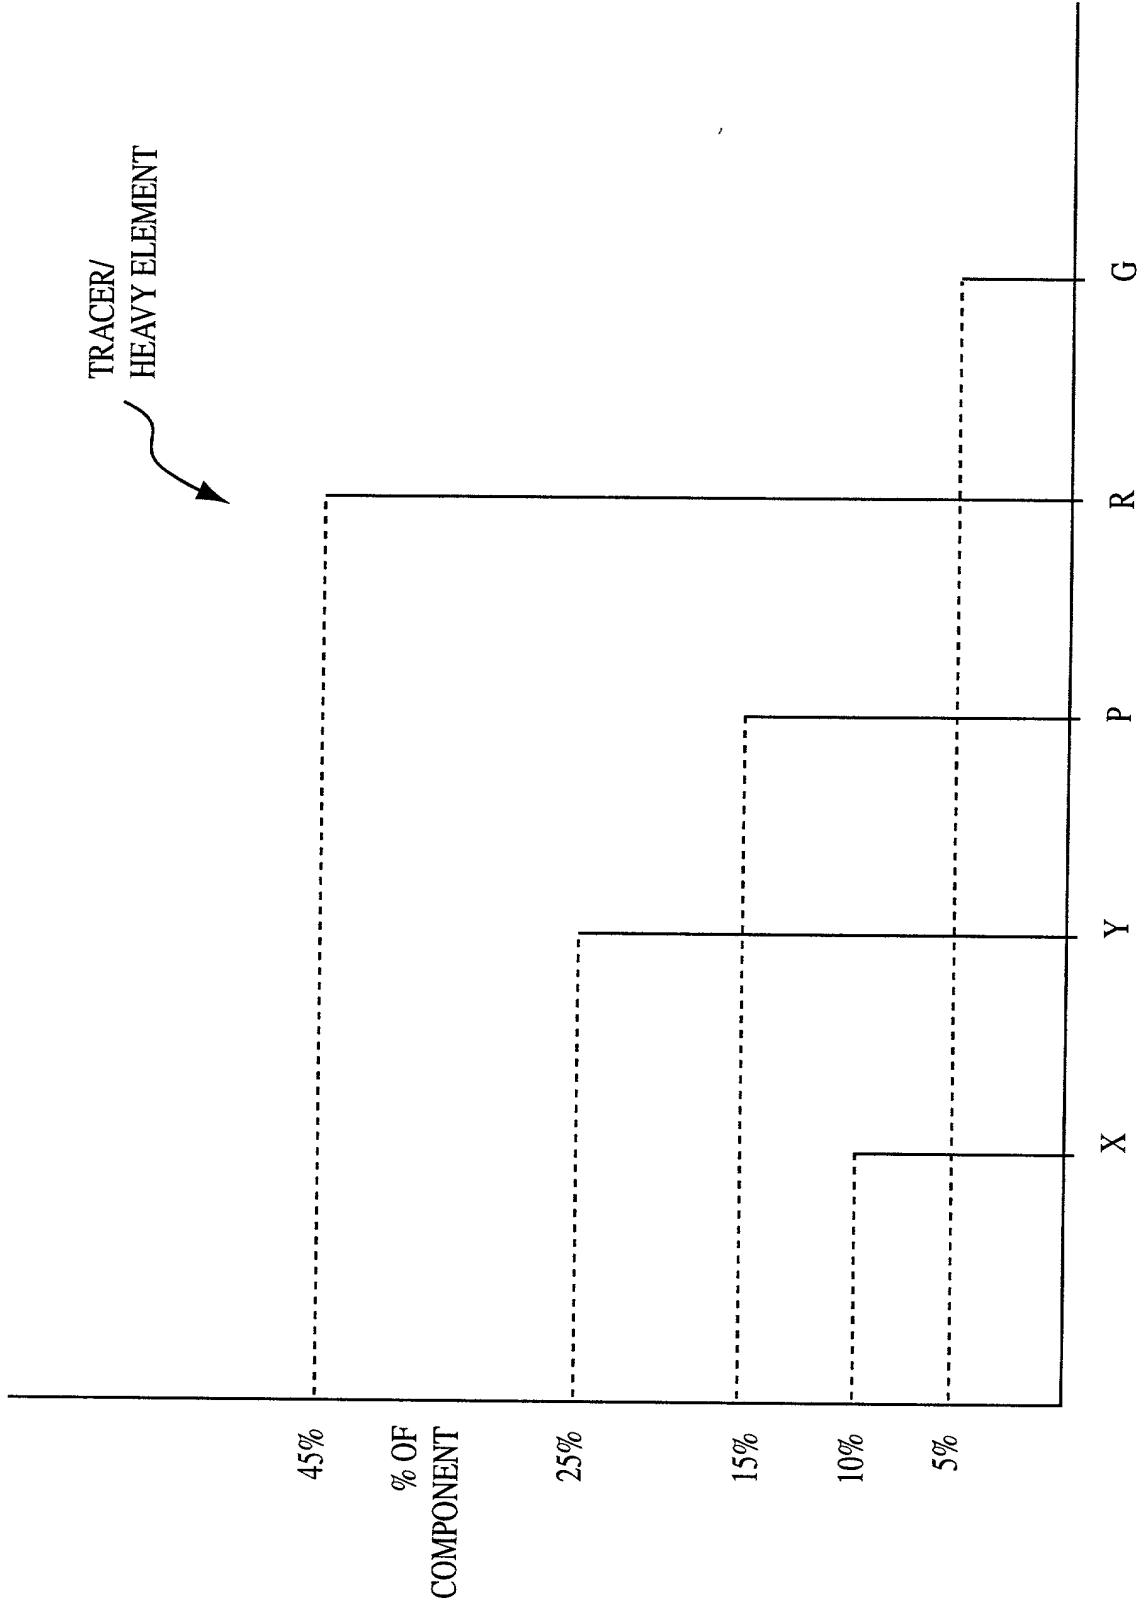 TRACER/
HEAVY ELEMENT
45%
% OF
COMPONENT
25%
15%
10%
5%
X
Y
P
R
G